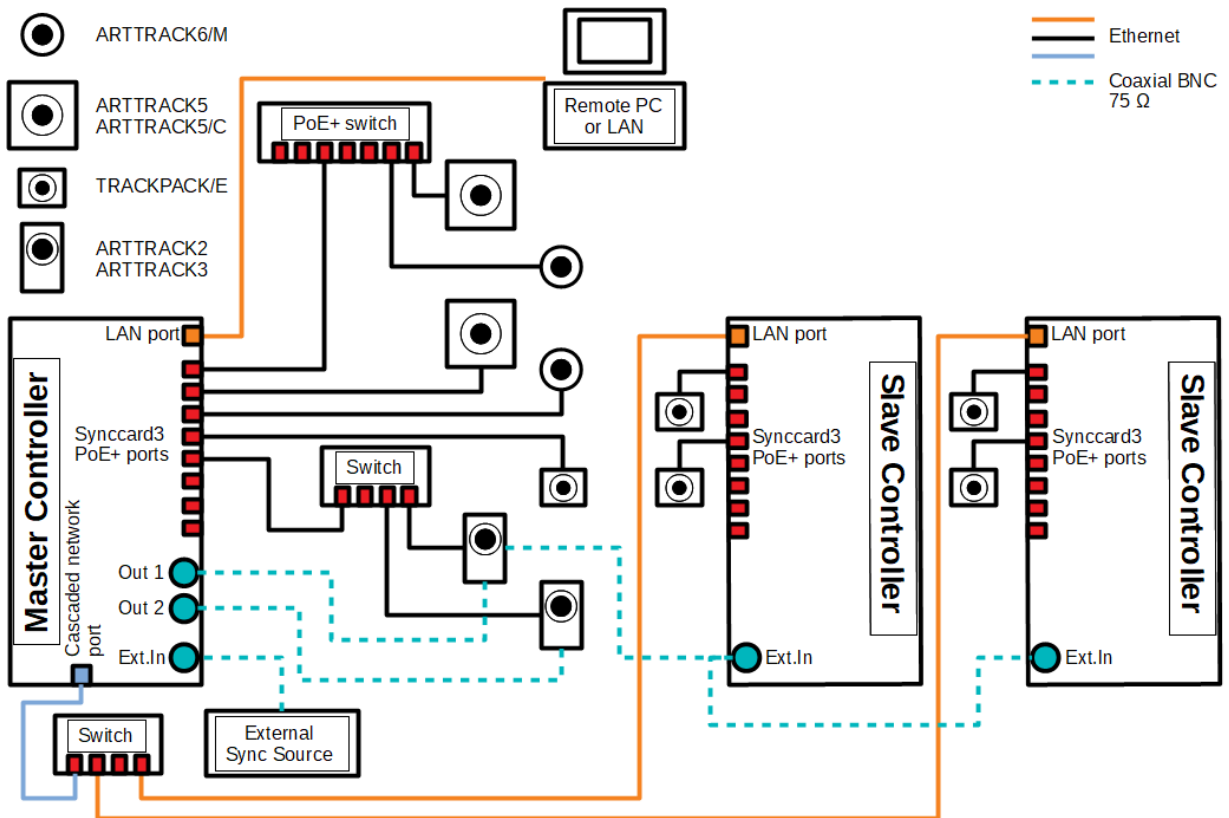 ARTTRACK6/M
ARTTRACK5
ARTTRACK5/C
TRACKPACK/E
ARTTRACK2
ARTTRACK3
PoE+ switch
Remote PC
or LAN
Ethernet
Coaxial BNC
75 Ω
Master Controller
LAN port
Synccard3
PoE+ ports
Cascaded network
port
Out 1
Out 2
Ext.In
Switch
Switch
External
Sync Source
LAN port
Synccard3
PoE+ ports
Slave Controller
Ext.In
LAN port
Synccard3
PoE+ ports
Slave Controller
Ext.In